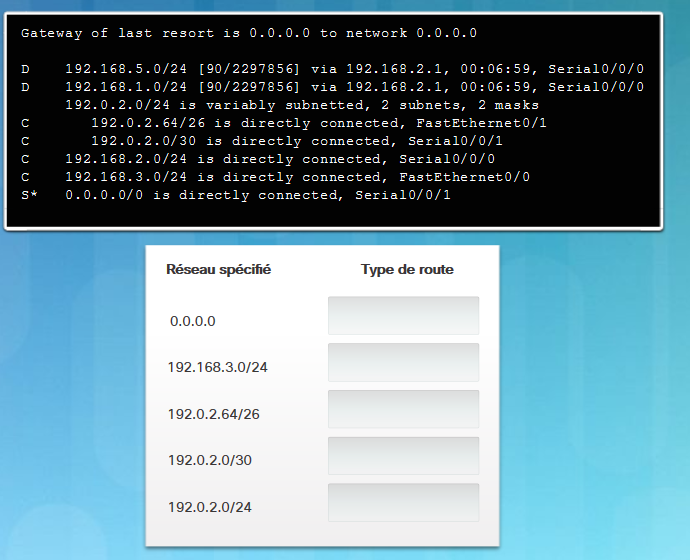 Gateway of last resort is 0.0.0.0 to network 0.0.0.0
D 192.168.5.0/24 [90/2297856] via 192.168.2.1, 00:06:59, Serial0/0/0
D 192.168.1.0/24 [90/2297856] via 192.168.2.1, 00:06:59, Serial0/0/0
192.0.2.0/24 is variably subnetted, 2 subnets, 2 masks
C 192.0.2.64/26 is directly connected, FastEthernet0/1
C 192.0.2.0/30 is directly connected, Serial0/0/1
C 192.168.2.0/24 is directly connected, Serial0/0/0
C 192.168.3.0/24 is directly connected, FastEthernet0/0
S* 0.0.0.0/0 is directly connected, Serial0/0/1
Réseau spécifié Type de route
0.0.0.0
192.168.3.0/24
192.0.2.64/26
192.0.2.0/30
192.0.2.0/24